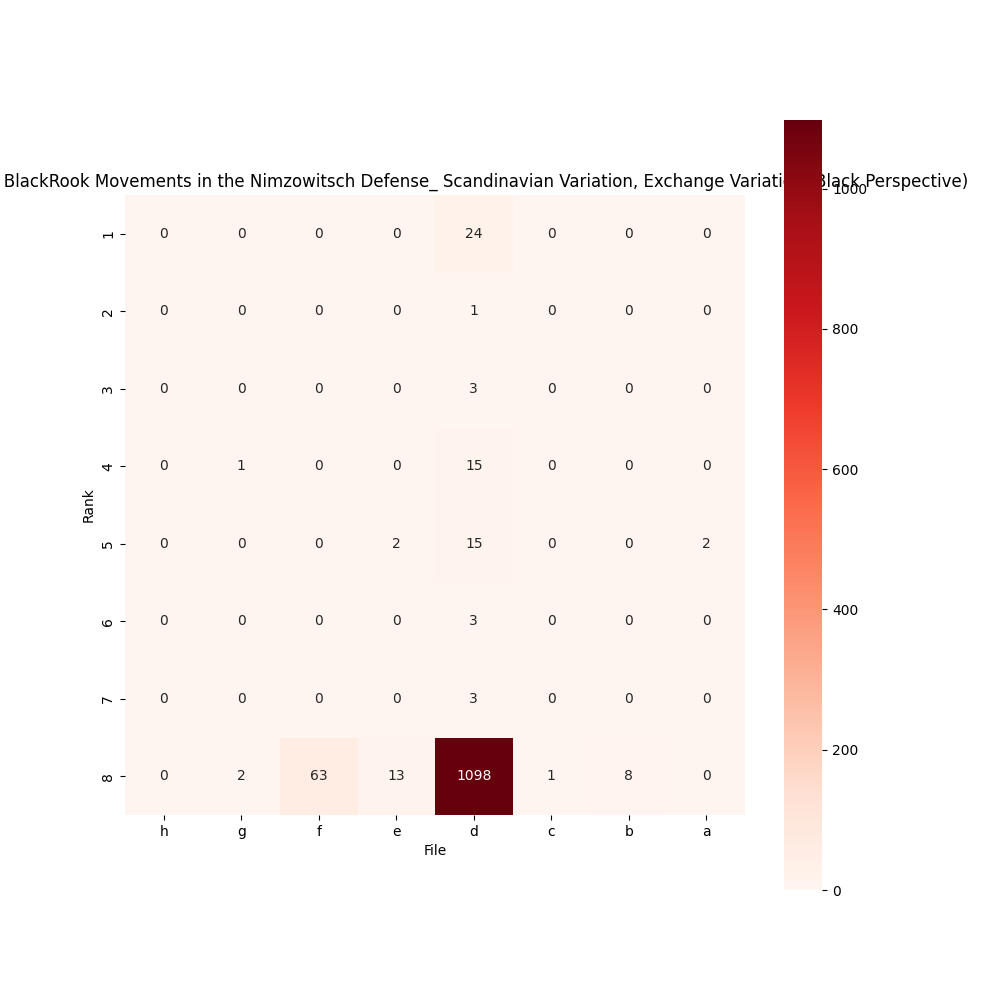 BlackRook Movements in the Nimzowitsch Defense_ Scandinavian Variation, Exchange Variati Black Perspective)
1000
1 0 0 0 0 24 0 0 0
2 0 0 0 0 1 0 0 0
800
3 0 0 0 0 3 0 0 0
4 0 1 0 0 15 0 0 0
600
Rank
5 0 0 0 2 15 0 0 2
400
6 0 0 0 0 3 0 0 0
7 0 0 0 0 3 0 0 0
200
8 0 2 63 13 1098 1 8 0
h g f e d c b a
File
0